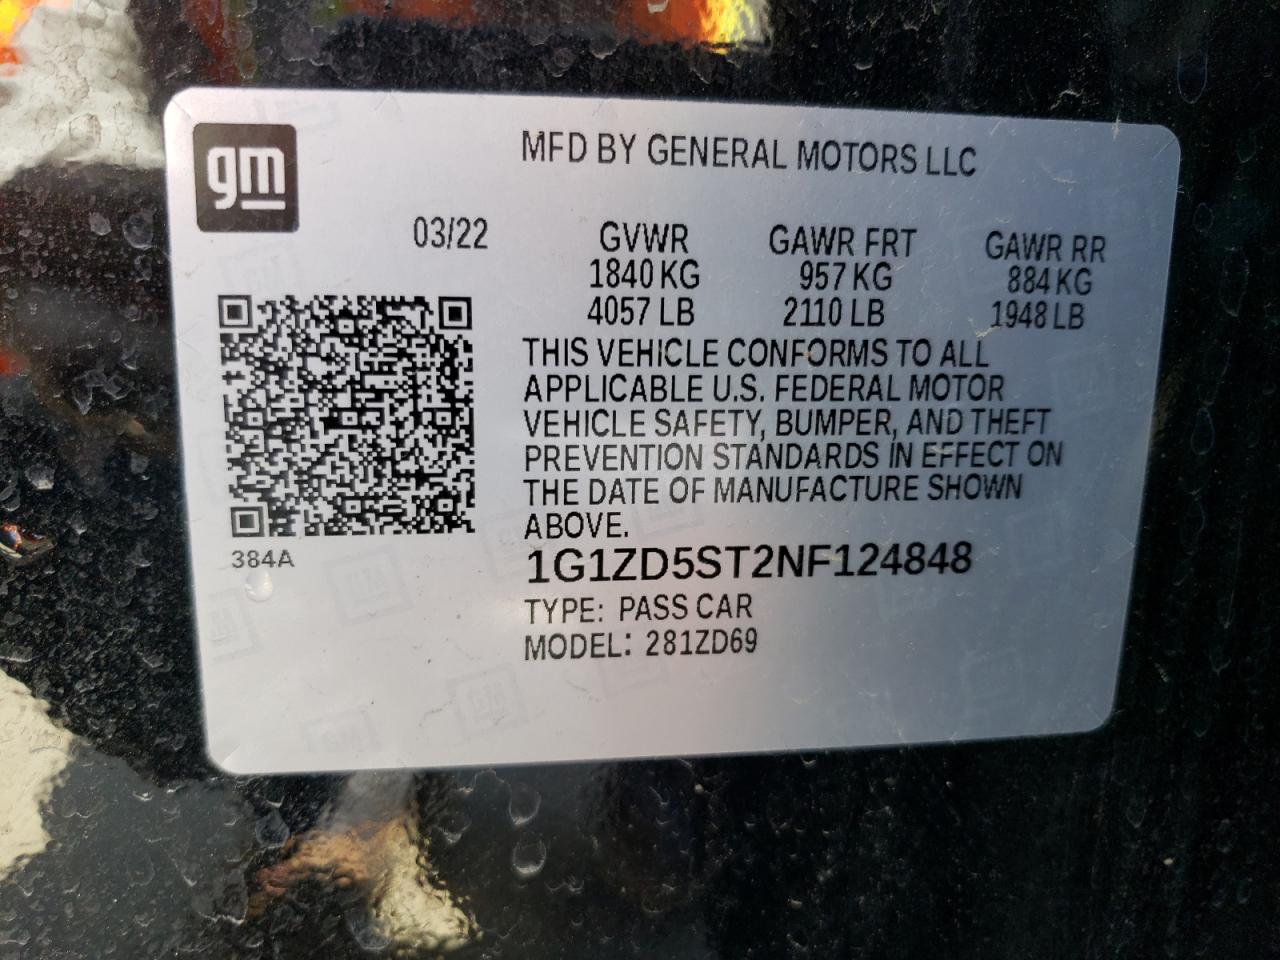 gm
MFD BY GENERAL MOTORS LLC
03/22 GVWR GAWR FRT GAWR RR
1840 KG 957 KG 884 KG
4057 LB 2110 LB 1948 LB
THIS VEHICLE CONFORMS TO ALL
APPLICABLE U.S. FEDERAL MOTOR
VEHICLE SAFETY, BUMPER, AND THEFT
PREVENTION STANDARDS IN EFFECT ON
THE DATE OF MANUFACTURE SHOWN
ABOVE.
384A
1G1ZD5ST2NF124848
TYPE: PASS CAR
MODEL: 281ZD69